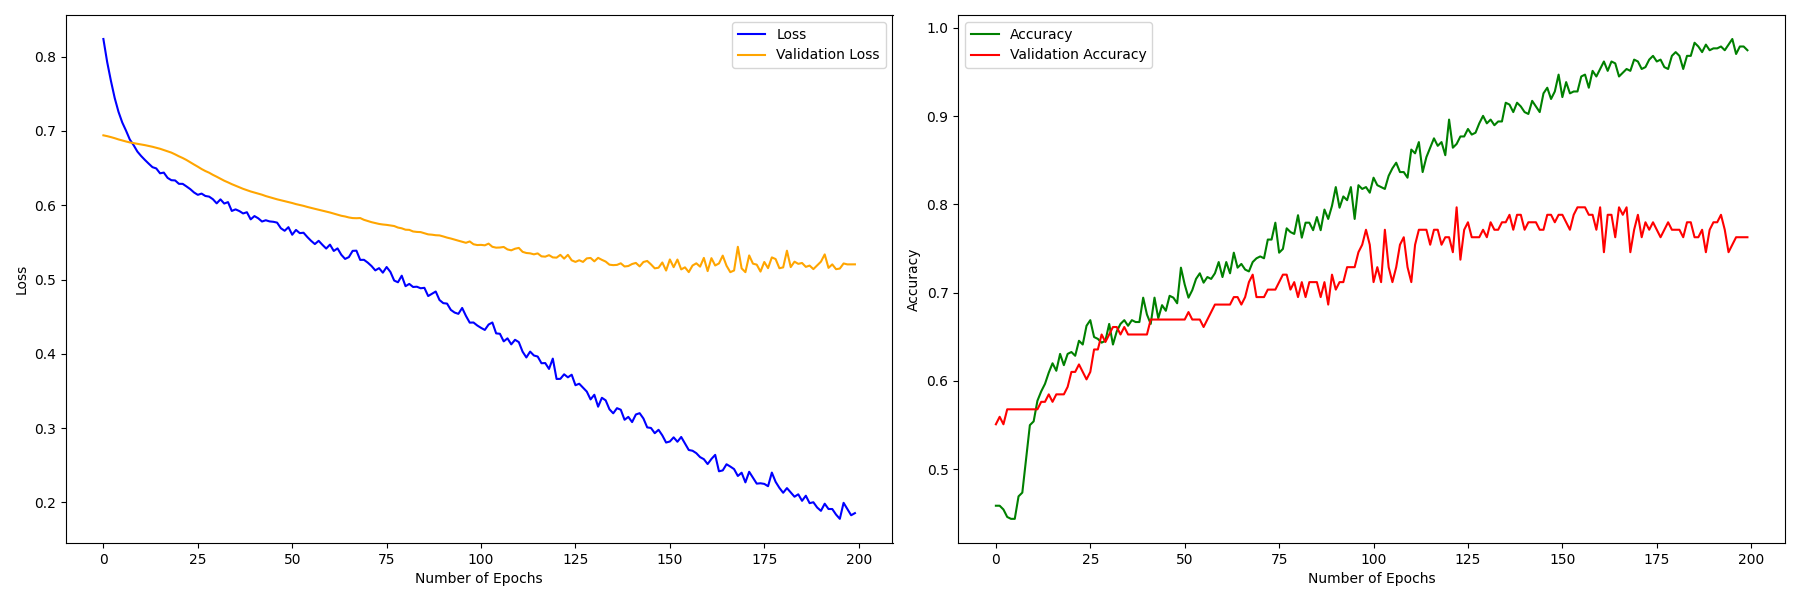 Loss
Validation Loss
0.8
0.7
0.6
0.5
0.4
0.3
0.2
Loss
0 25 50 75 100 125 150 175 200
Number of Epochs
Accuracy
Validation Accuracy
1.0
0.9
0.8
0.7
0.6
0.5
Accuracy
0 25 50 75 100 125 150 175 200
Number of Epochs